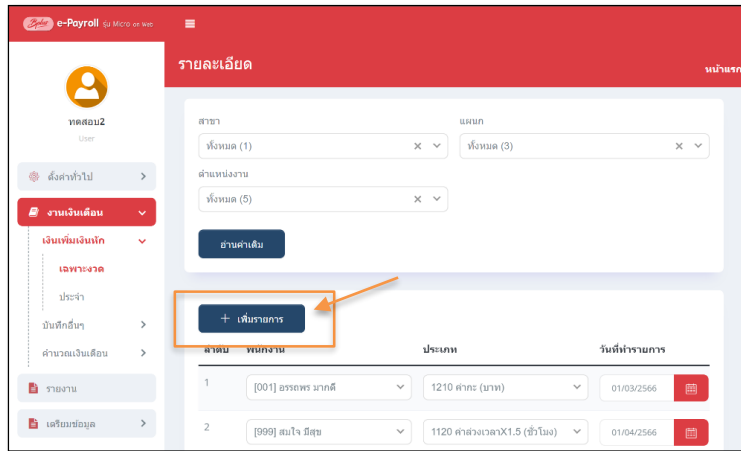 Bplus e-Payroll รุ่น Micro on Web
รายละเอียด
หน้าแรก
ทดสอบ2
User
ตั้งค่าทั่วไป
งานเงินเดือน
เงินเพิ่มเงินหัก
เฉพาะงวด
ประจำ
บันทึกอื่นๆ
คำนวณเงินเดือน
รายงาน
เตรียมข้อมูล
สาขา แผนก
ทั้งหมด (1) ทั้งหมด (3)
ตำแหน่งงาน
ทั้งหมด (5)
อ่านค่าเดิม
+ เพิ่มรายการ
ลำดับ พนักงาน ประเภท วันที่ทำรายการ
1 [001] อรรถพร มากดี 1210 ค่ากะ (บาท) 01/03/2566
2 [999] สมใจ มีสุข 1120 ค่าล่วงเวลาX1.5 (ชั่วโมง) 01/04/2566